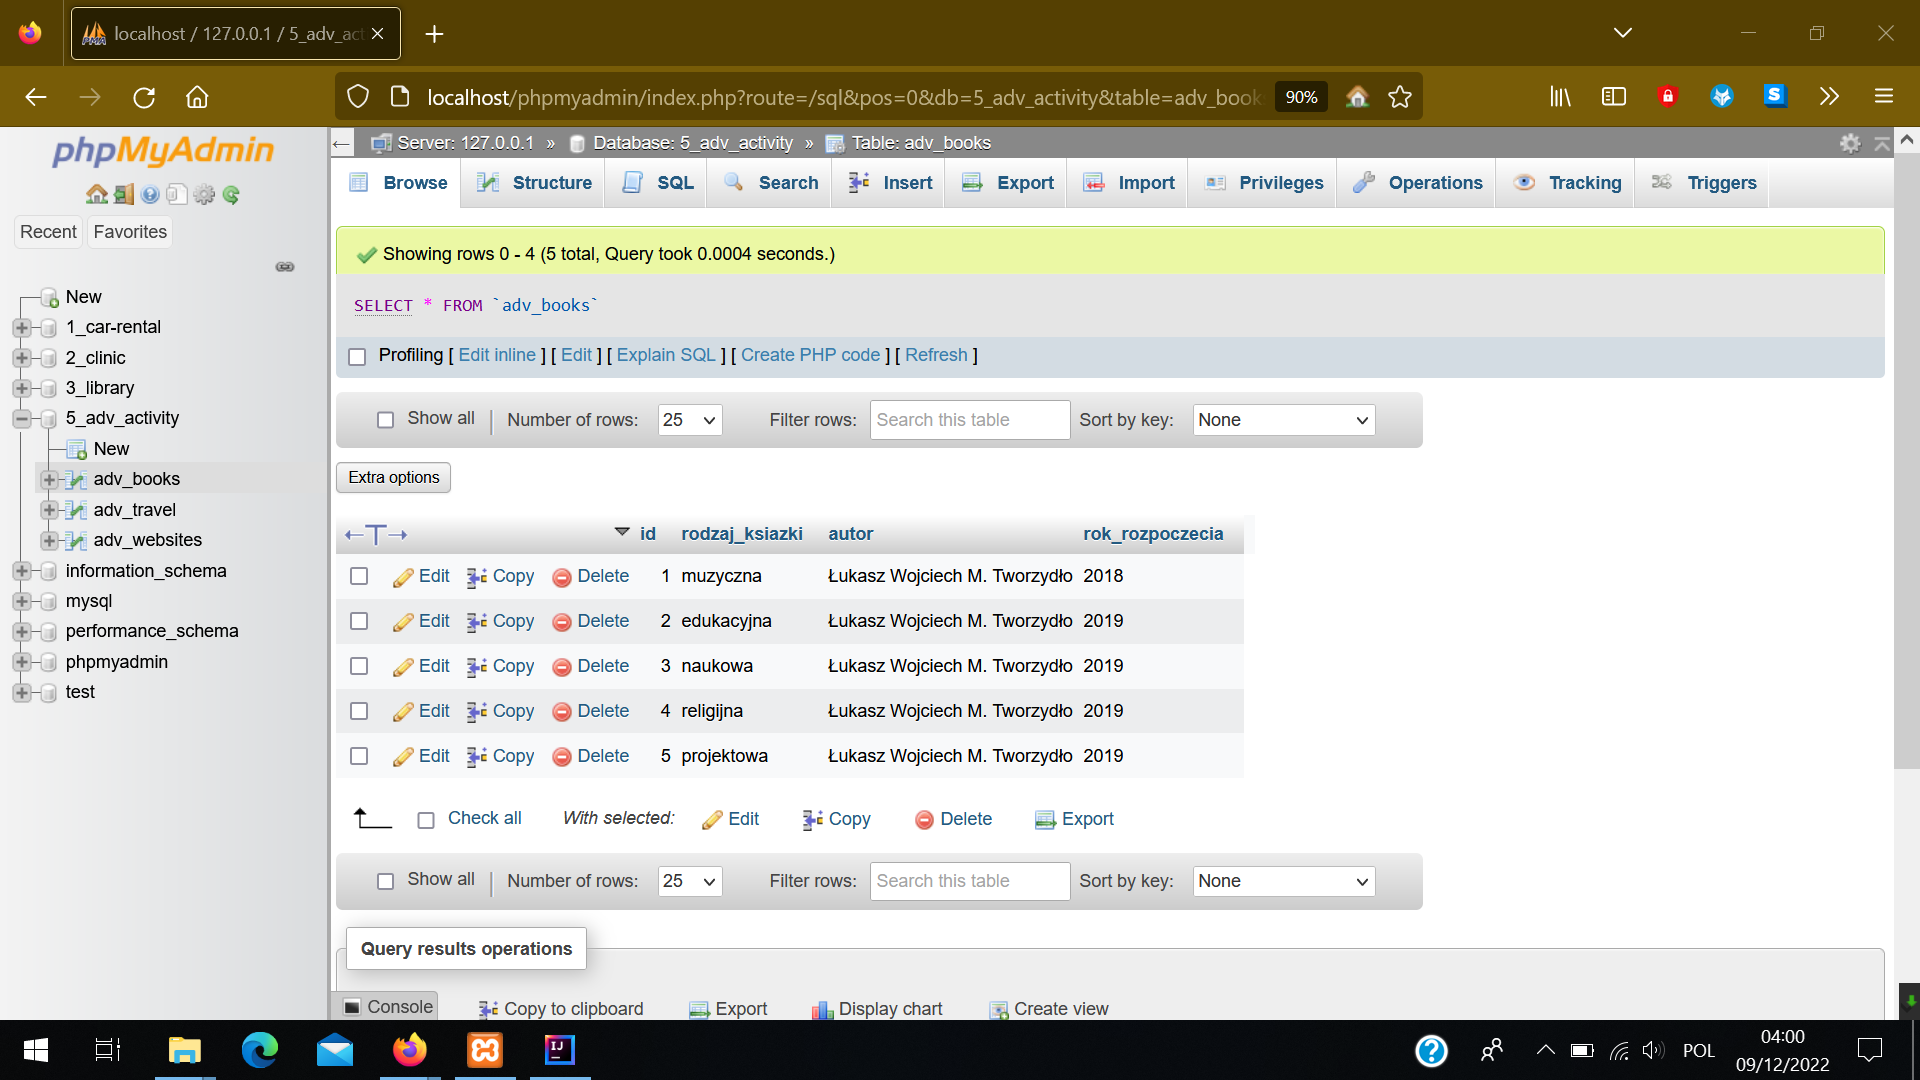 localhost / 127.0.0.1 / 5_adv_act
localhost/phpmyadmin/index.php?route=/sql&pos=0&db=5_adv_activity&table=adv_book
90%
phpMyAdmin
Recent
Favorites
New
1_car-rental
2_clinic
3_library
5_adv_activity
New
adv_books
adv_travel
adv_websites
information_schema
mysql
performance_schema
phpmyadmin
test
Server: 127.0.0.1 » Database: 5_adv_activity » Table: adv_books
Browse Structure SQL Search Insert Export Import Privileges Operations Tracking Triggers
Showing rows 0 - 4 (5 total, Query took 0.0004 seconds.)
SELECT * FROM `adv_books`
Profiling [ Edit inline ] [ Edit ] [ Explain SQL ] [ Create PHP code ] [ Refresh ]
Show all | Number of rows: 25 Filter rows: Search this table Sort by key: None
Extra options
←T→ id rodzaj_ksiazki autor rok_rozpoczecia
Edit Copy Delete 1 muzyczna Łukasz Wojciech M. Tworzydło 2018
Edit Copy Delete 2 edukacyjna Łukasz Wojciech M. Tworzydło 2019
Edit Copy Delete 3 naukowa Łukasz Wojciech M. Tworzydło 2019
Edit Copy Delete 4 religijna Łukasz Wojciech M. Tworzydło 2019
Edit Copy Delete 5 projektowa Łukasz Wojciech M. Tworzydło 2019
Check all With selected: Edit Copy Delete Export
Show all | Number of rows: 25 Filter rows: Search this table Sort by key: None
Query results operations
Console Copy to clipboard Export Display chart Create view
POL
04:00
09/12/2022